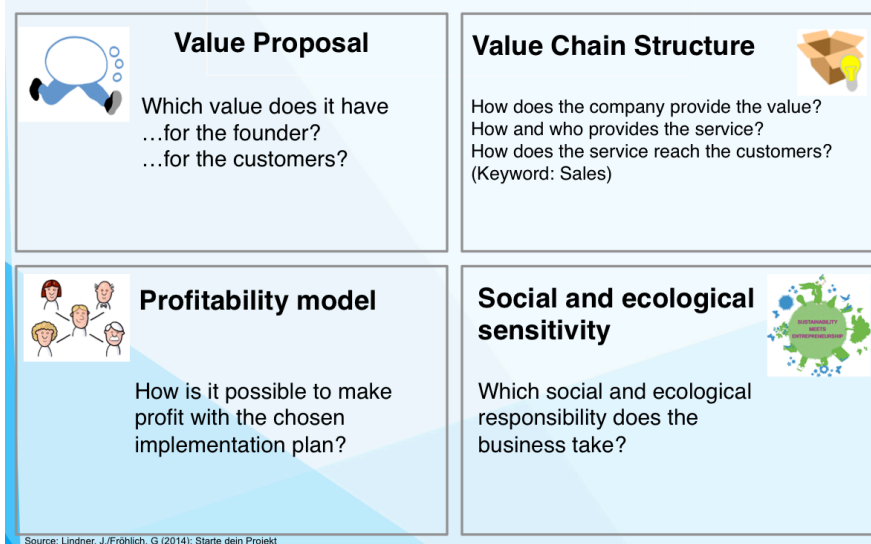 Value Proposal
Which value does it have
…for the founder?
…for the customers?
Value Chain Structure
How does the company provide the value?
How and who provides the service?
How does the service reach the customers?
(Keyword: Sales)
Profitability model
How is it possible to make
profit with the chosen
implementation plan?
Social and ecological
sensitivity
SUSTAINABILITY
MEETS
ENTREPRENEURSHIP
Which social and ecological
responsibility does the
business take?
Source: Lindner, J./Fröhlich, G (2014): Starte dein Projekt